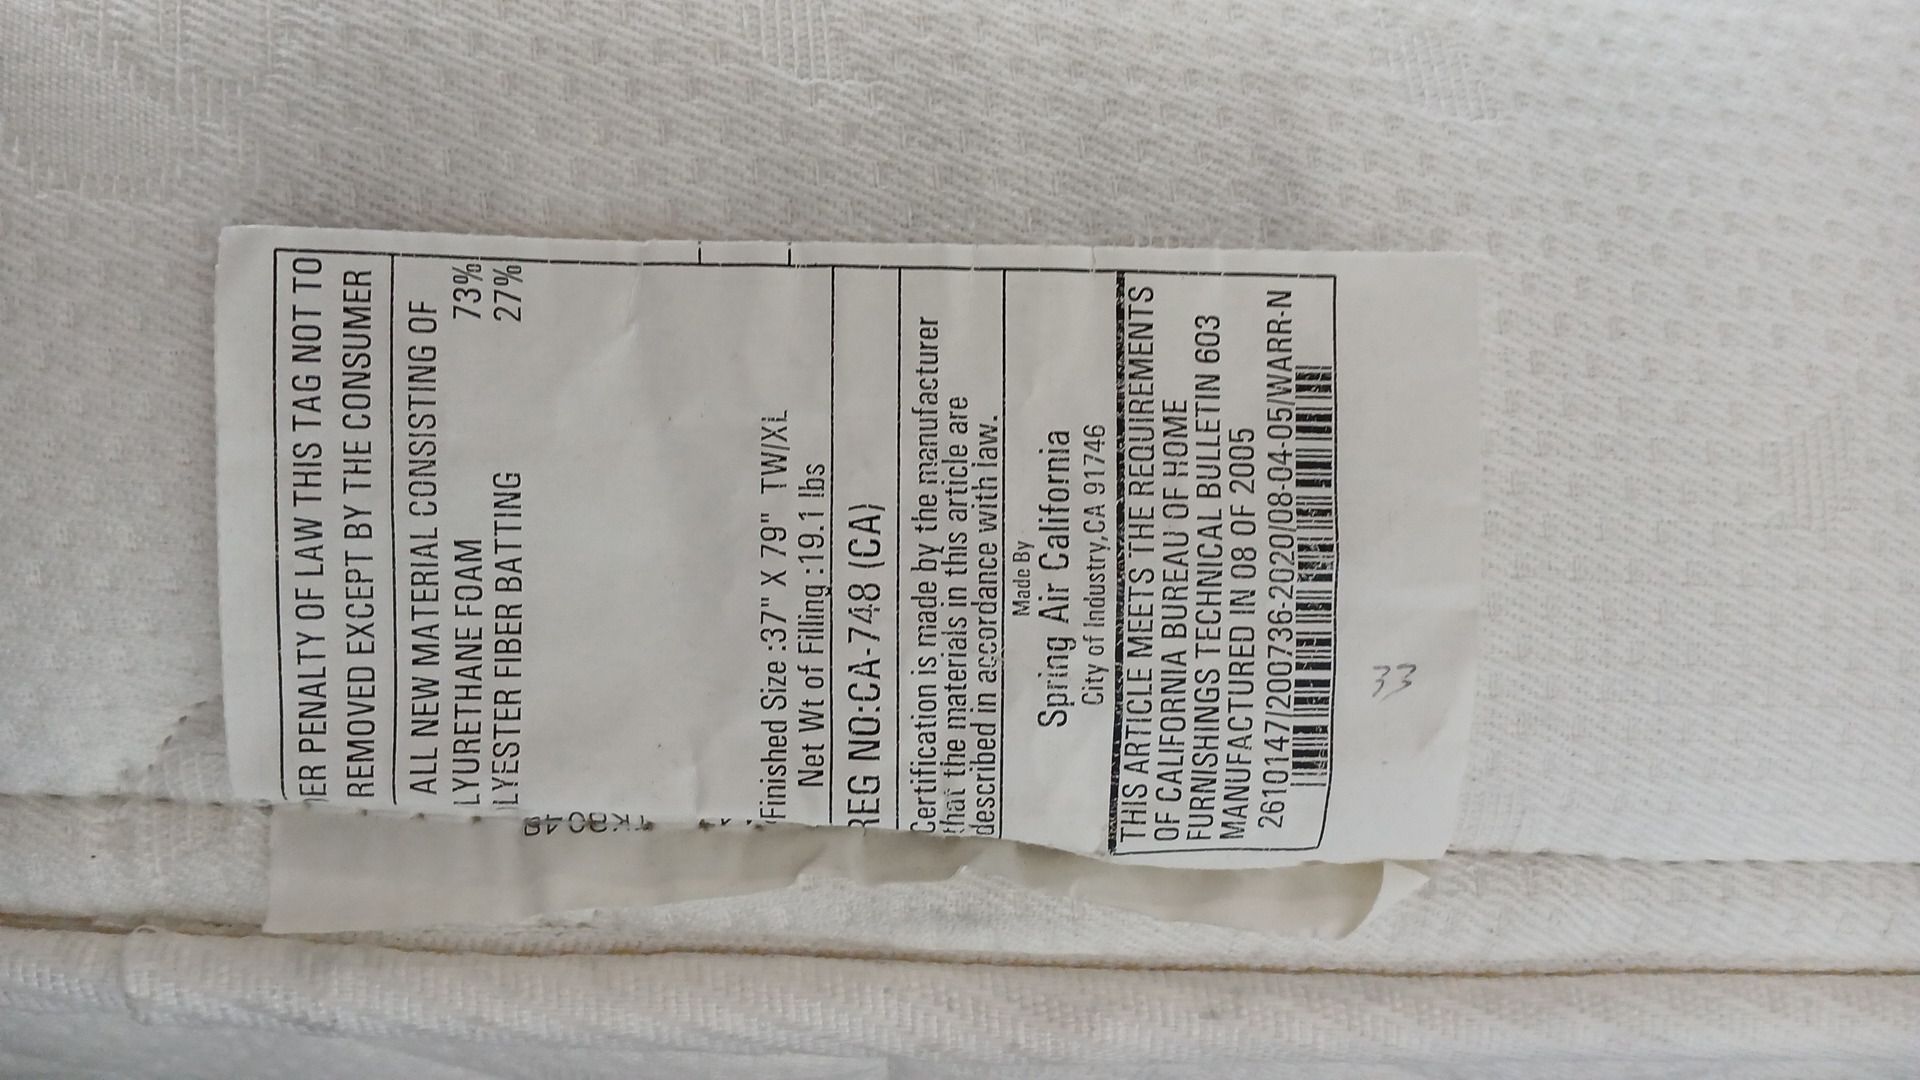 ER PENALTY OF LAW THIS TAG NOT TO
REMOVED EXCEPT BY THE CONSUMER
ALL NEW MATERIAL CONSISTING OF
LYURETHANE FOAM 73%
LYESTER FIBER BATTING 27%
Finished Size :37" X 79" TW/XL
Net Wt of Filling :19.1 lbs
REG NO:CA-748 (CA)
Certification is made by the manufacturer
that the materials in this article are
described in accordance with law.
Made By
Spring Air California
City of Industry,CA 91746
THIS ARTICLE MEETS THE REQUIREMENTS
OF CALIFORNIA BUREAU OF HOME
FURNISHINGS TECHNICAL BULLETIN 603
MANUFACTURED IN 08 OF 2005
2610147/200736-2020/08-04-05/WARR-N
33